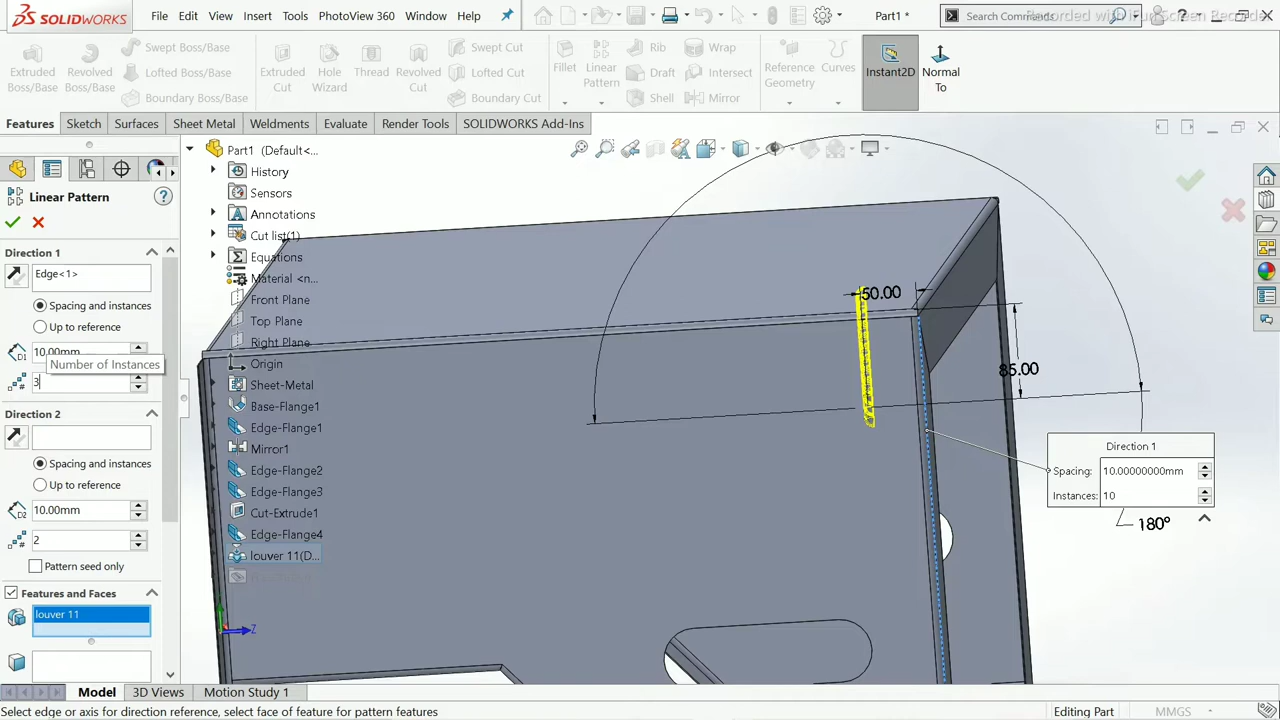 SOLIDWORKS File Edit View Insert Tools PhotoView 360 Window Help Part1 * Search Commands
Recorded with
Extruded Boss/Base Revolved Boss/Base Swept Boss/Base Extruded Cut Hole Wizard Thread Revolved Cut Swept Cut Fillet Linear Pattern Rib Wrap Reference Geometry Curves Instant2D Normal To
Lofted Boss/Base Lofted Cut Draft Intersect
Boundary Boss/Base Boundary Cut Shell Mirror
Features Sketch Surfaces Sheet Metal Weldments Evaluate Render Tools SOLIDWORKS Add-Ins
Linear Pattern
Direction 1
Edge<1>
Spacing and instances
Up to reference
D1 10.00mm
Number of Instances
3
Direction 2
Spacing and instances
Up to reference
D2 10.00mm
2
Pattern seed only
Features and Faces
louver 11
Part1 (Default<...
History
Sensors
Annotations
Cut list(1)
Equations
Material <n...
Front Plane
Top Plane
Right Plane
Origin
Sheet-Metal
Base-Flange1
Edge-Flange1
Mirror1
Edge-Flange2
Edge-Flange3
Cut-Extrude1
Edge-Flange4
louver 11(D...
50.00
85.00
Direction 1
Spacing: 10.00000000mm
Instances: 10
180°
Z
Model 3D Views Motion Study 1
Select edge or axis for direction reference, select face of feature for pattern features Editing Part MMGS